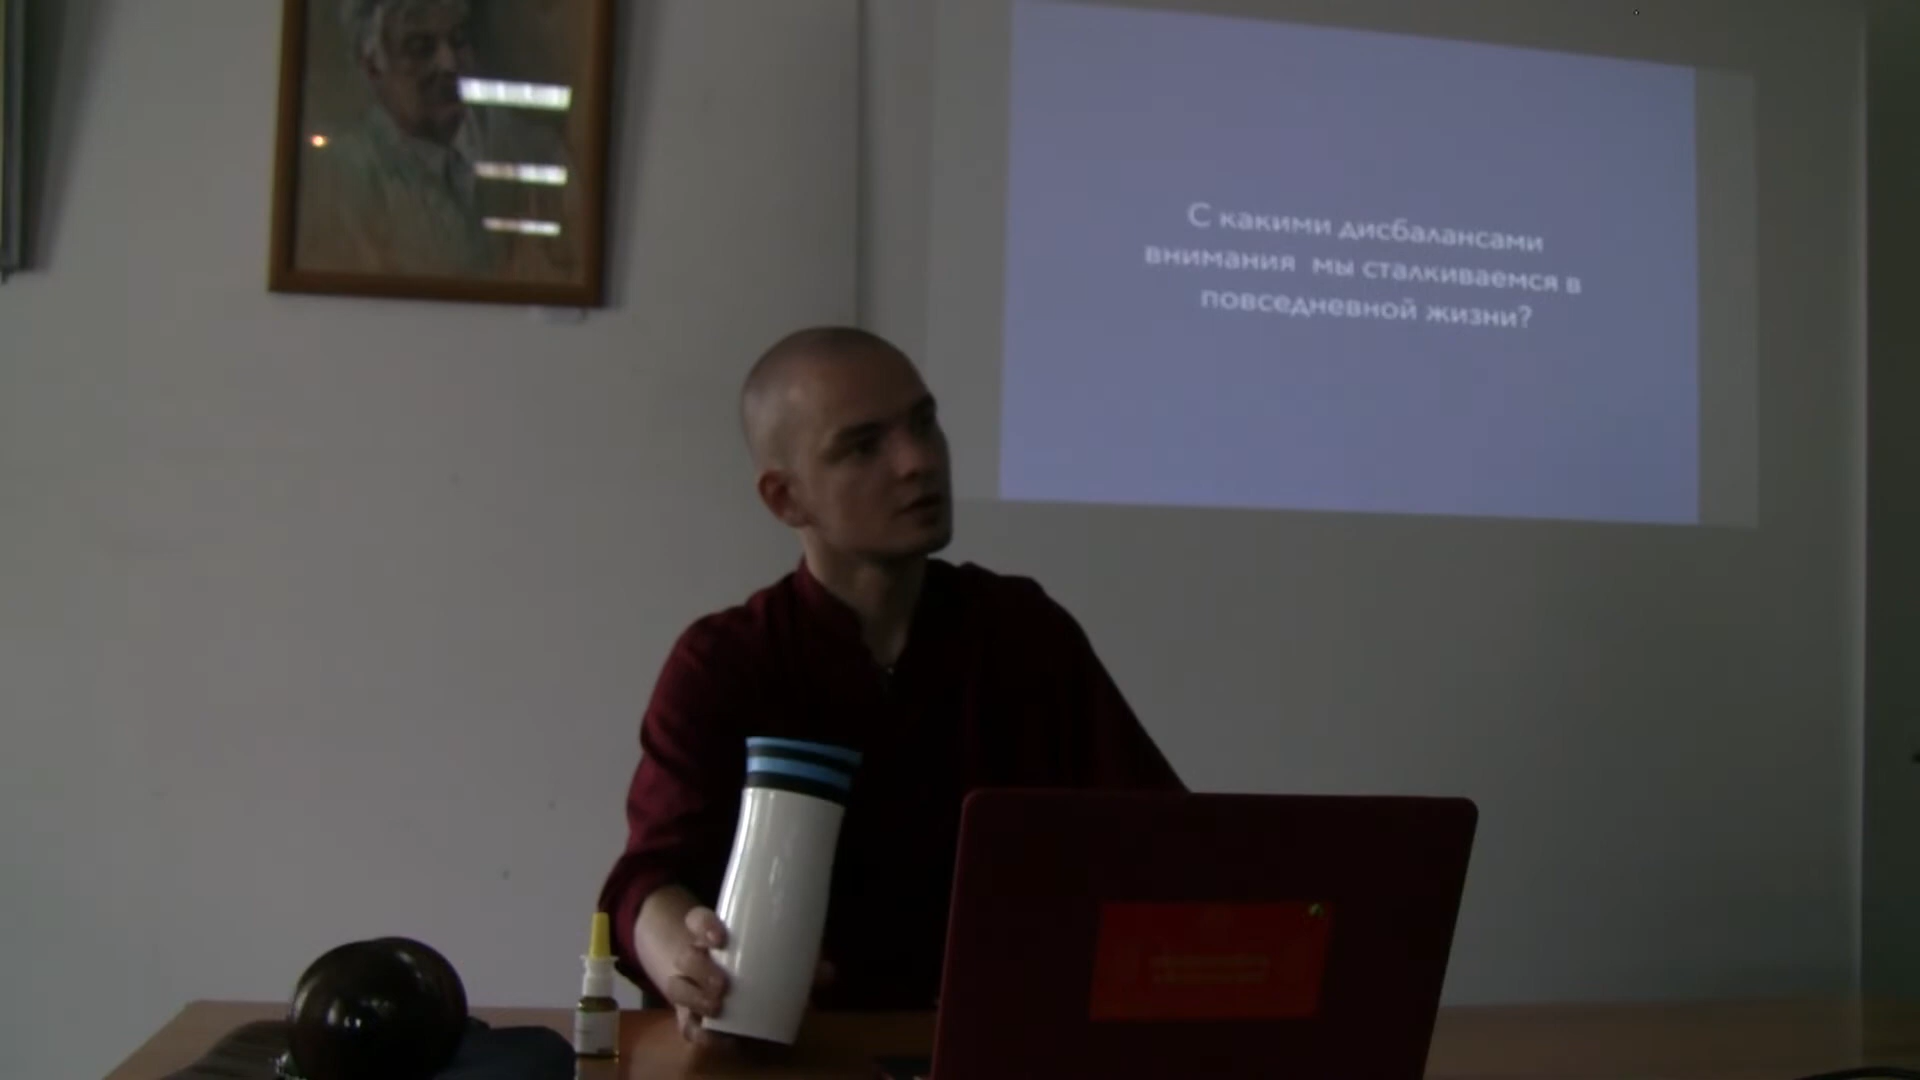 С какими дисбалансами
внимания мы сталкиваемся в
повседневной жизни?